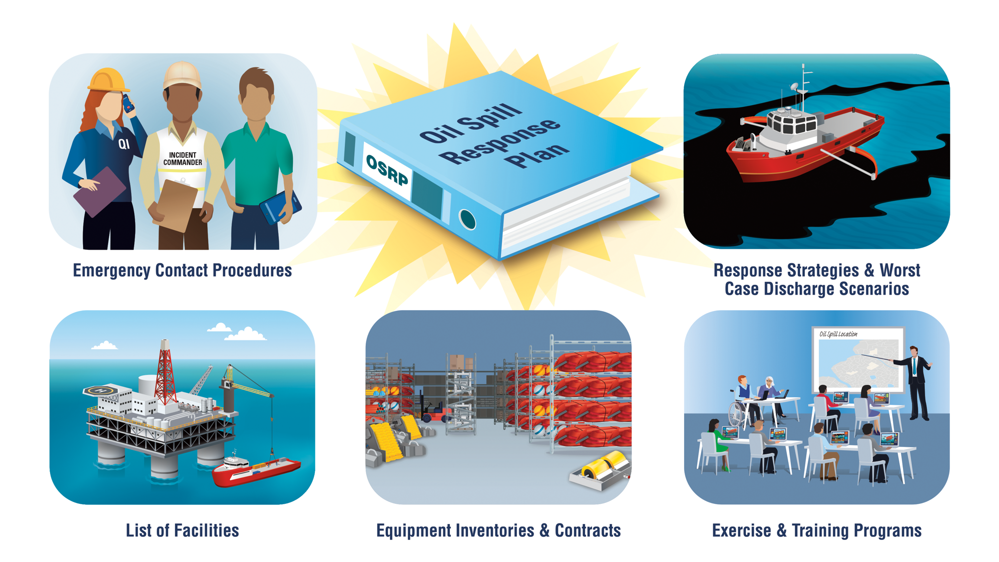 QI
INCIDENT
COMMANDER
Emergency Contact Procedures
Oil Spill
Response
Plan
OSRP
Response Strategies & Worst
Case Discharge Scenarios
H
List of Facilities
Equipment Inventories & Contracts
Oil Spill Location
Exercise & Training Programs